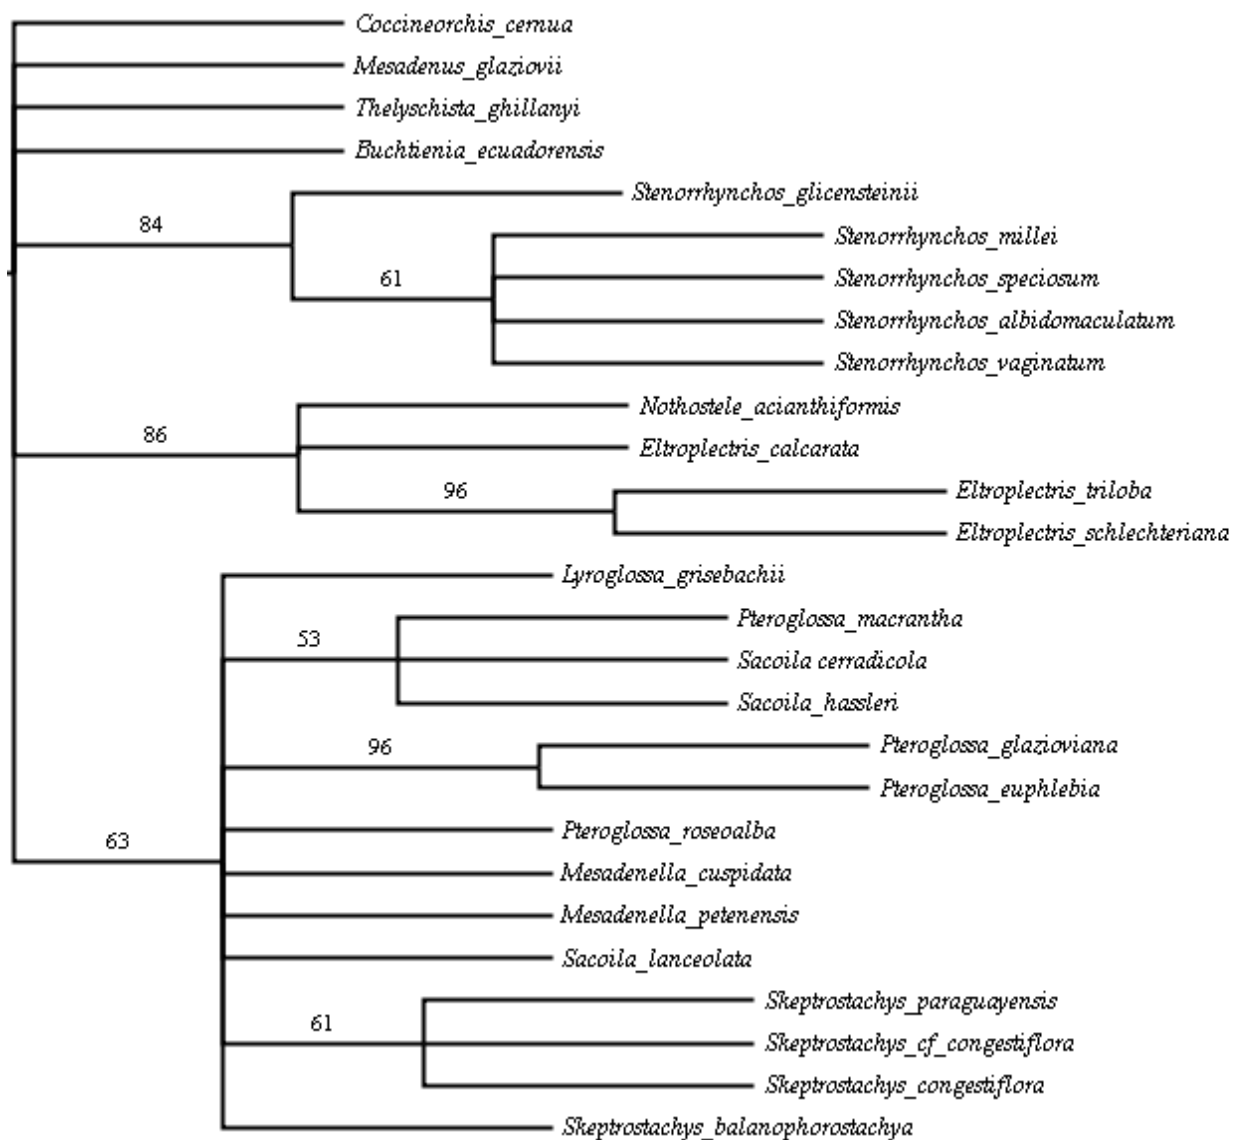 Coccineorchis_cernua
Mesadenus_glaziovii
Thelyschista_ghillanyi
Buchtienia_ecuadorensis
Stenorrhynchos_glicensteinii
84
Stenorrhynchos_millei
61
Stenorrhynchos_speciosum
Stenorrhynchos_albidomaculatum
Stenorrhynchos_vaginatum
Nothostele_acianthiformis
86
Eltroplectris_calcarata
96
Eltroplectris_triloba
Eltroplectris_schlechteriana
Lyroglossa_grisebachii
Pteroglossa_macrantha
53
Sacoila cerradicola
Sacoila_hassleri
96
Pteroglossa_glazioviana
Pteroglossa_euphlebia
Pteroglossa_roseoalba
63
Mesadenella_cuspidata
Mesadenella_petenensis
Sacoila_lanceolata
Skeptrostachys_paraguayensis
61
Skeptrostachys_cf_congestiflora
Skeptrostachys_congestiflora
Skeptrostachys_balanophorostachya